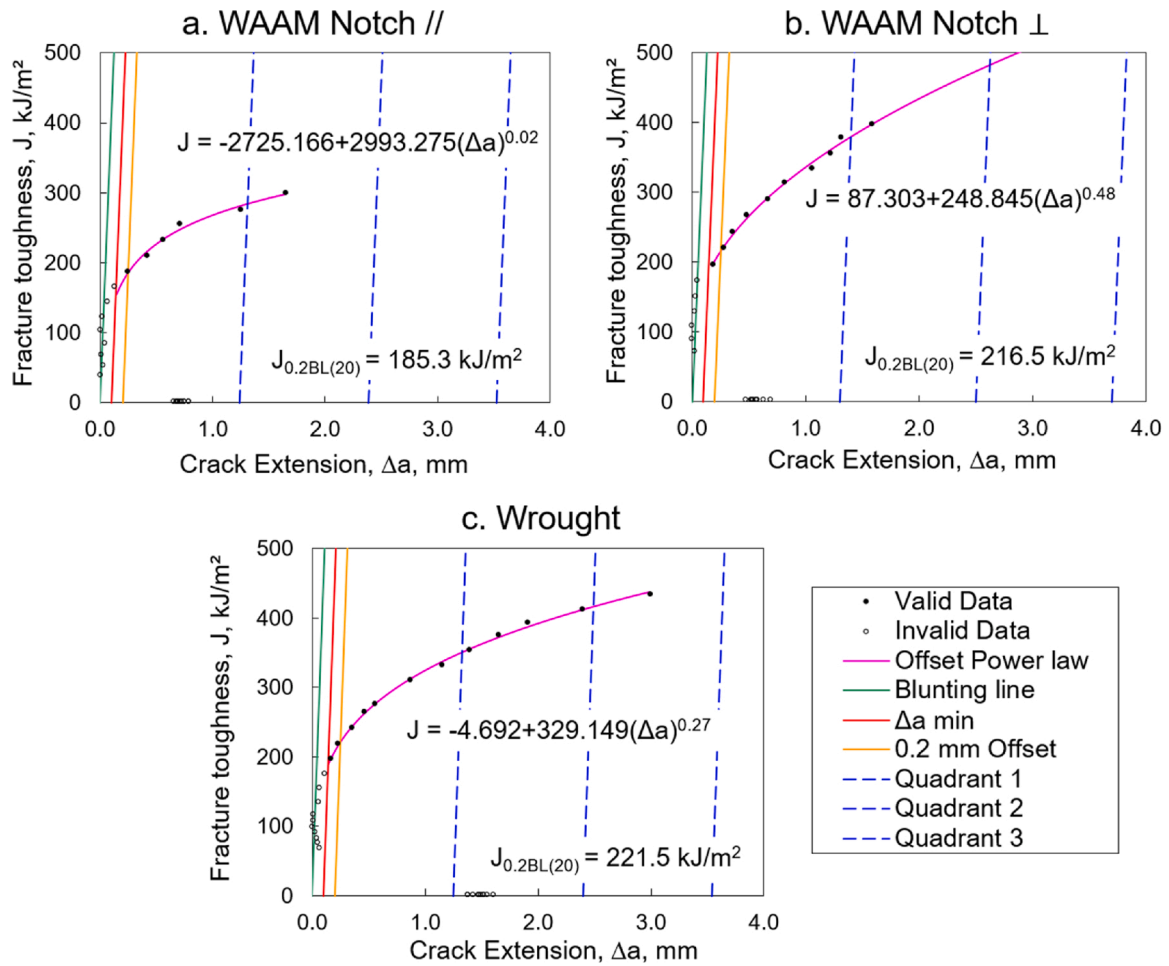 a. WAAM Notch //
Fracture toughness, J, kJ/m²
500
400
300
200
100
0
J = -2725.166+2993.275(Δa)^0.02
J0.2BL(20) = 185.3 kJ/m²
0.0 1.0 2.0 3.0 4.0
Crack Extension, Δa, mm
b. WAAM Notch ⊥
Fracture toughness, J, kJ/m²
500
400
300
200
100
0
J = 87.303+248.845(Δa)^0.48
J0.2BL(20) = 216.5 kJ/m²
0.0 1.0 2.0 3.0 4.0
Crack Extension, Δa, mm
c. Wrought
Fracture toughness, J, kJ/m²
500
400
300
200
100
0
J = -4.692+329.149(Δa)^0.27
J0.2BL(20) = 221.5 kJ/m²
0.0 1.0 2.0 3.0 4.0
Crack Extension, Δa, mm
Valid Data
Invalid Data
Offset Power law
Blunting line
Δa min
0.2 mm Offset
Quadrant 1
Quadrant 2
Quadrant 3